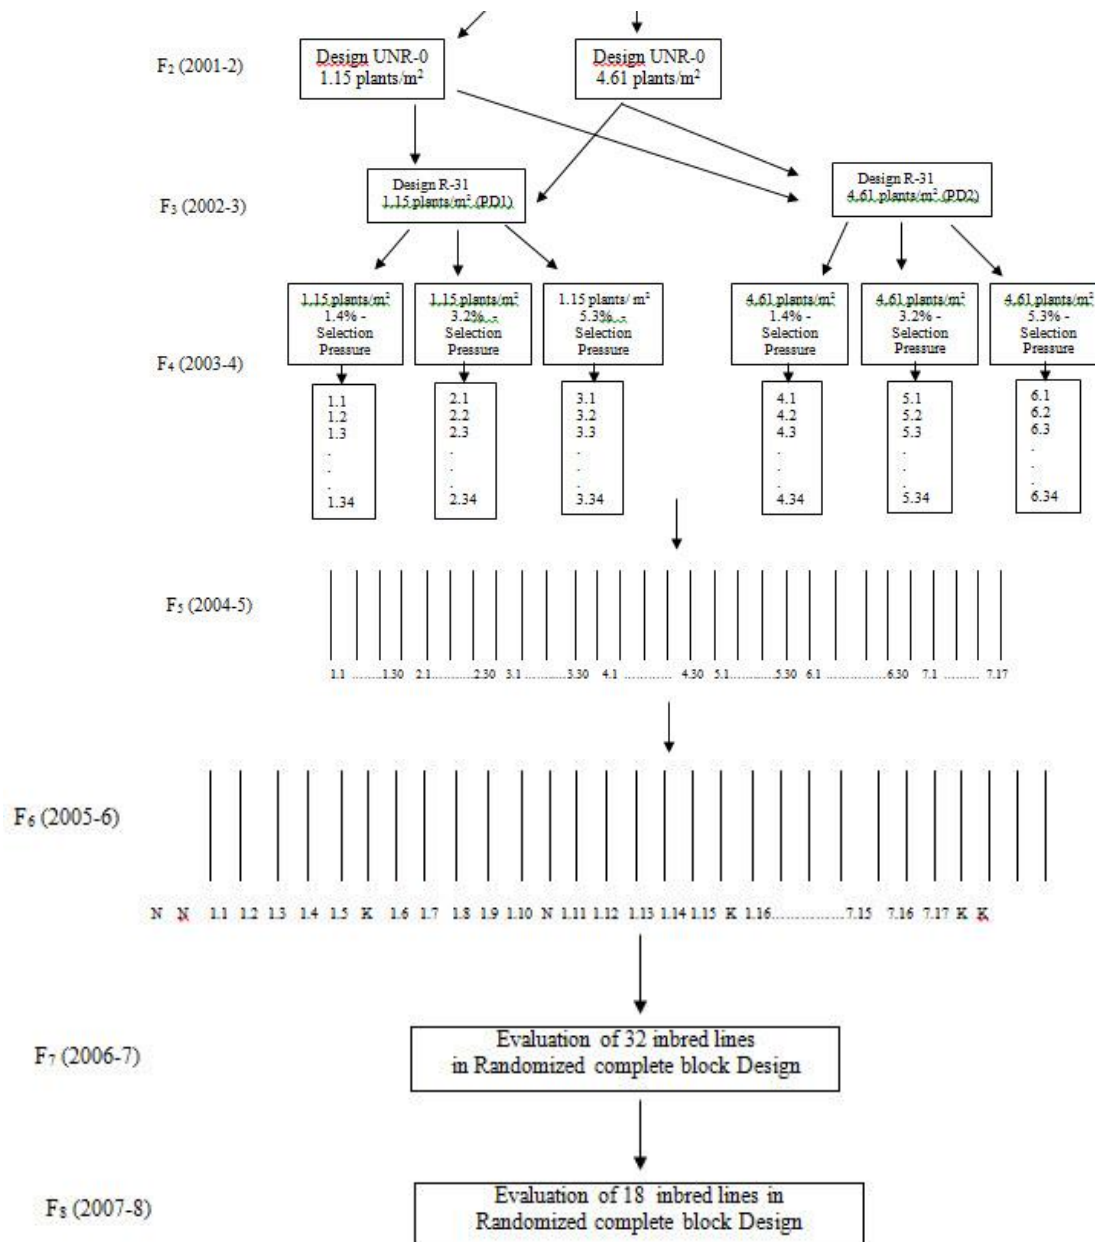 F₂ (2001-2)
Design UNR-0
1.15 plants/m²
Design UNR-0
4.61 plants/m²
F₃ (2002-3)
Design R-31
1.15 plants/m² (PD1)
Design R-31
4.61 plants/m² (PD2)
F₄ (2003-4)
1.15 plants/m²
1.4% -
Selection
Pressure
1.15 plants/m²
3.2% -
Selection
Pressure
1.15 plants/ m²
5.3% -
Selection
Pressure
4.61 plants/m²
1.4% -
Selection
Pressure
4.61 plants/m²
3.2% -
Selection
Pressure
4.61 plants/m²
5.3% -
Selection
Pressure
1.1
1.2
1.3
.
.
.
1.34
2.1
2.2
2.3
.
.
.
2.34
3.1
3.2
3.3
.
.
.
3.34
4.1
4.2
4.3
.
.
.
4.34
5.1
5.2
5.3
.
.
.
5.34
6.1
6.2
6.3
.
.
.
6.34
F₅ (2004-5)
1.1 ..........1.30 2.1..............2.30 3.1..............3.30 4.1 ............... 4.30 5.1...............5.30 6.1..................6.30 7.1 ......... 7.17
F₆ (2005-6)
N N 1.1 1.2 1.3 1.4 1.5 K 1.6 1.7 1.8 1.9 1.10 N 1.11 1.12 1.13 1.14 1.15 K 1.16..................7.15 7.16 7.17 K K
F₇ (2006-7)
Evaluation of 32 inbred lines
in Randomized complete block Design
F₈ (2007-8)
Evaluation of 18 inbred lines in
Randomized complete block Design